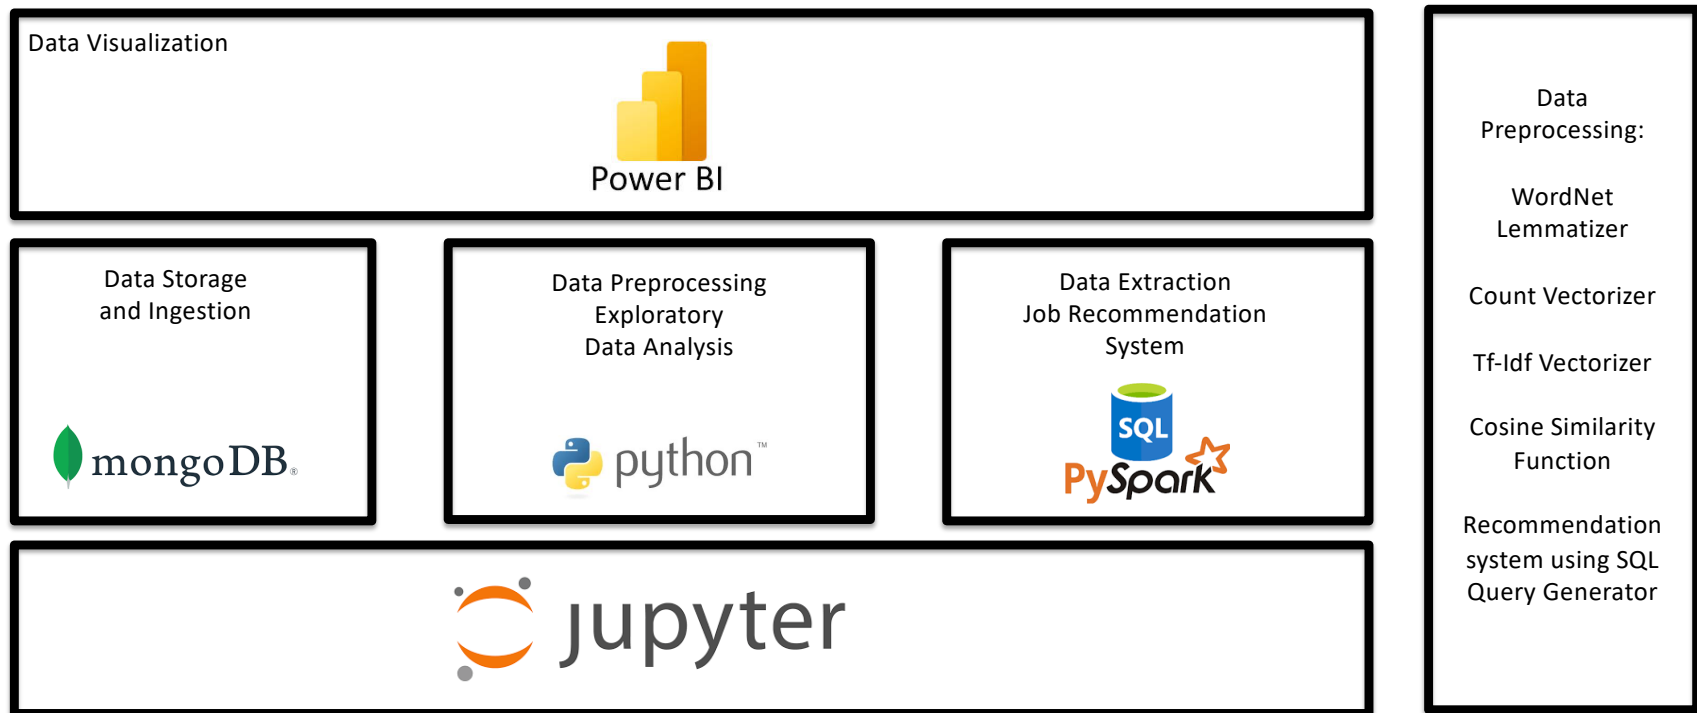 Data Visualization
Power BI
Data Storage
and Ingestion
mongoDB®
Data Preprocessing
Exploratory
Data Analysis
python™
Data Extraction
Job Recommendation
System
SQL
PySpark
jupyter
Data
Preprocessing:
WordNet
Lemmatizer
Count Vectorizer
Tf-Idf Vectorizer
Cosine Similarity
Function
Recommendation
system using SQL
Query Generator